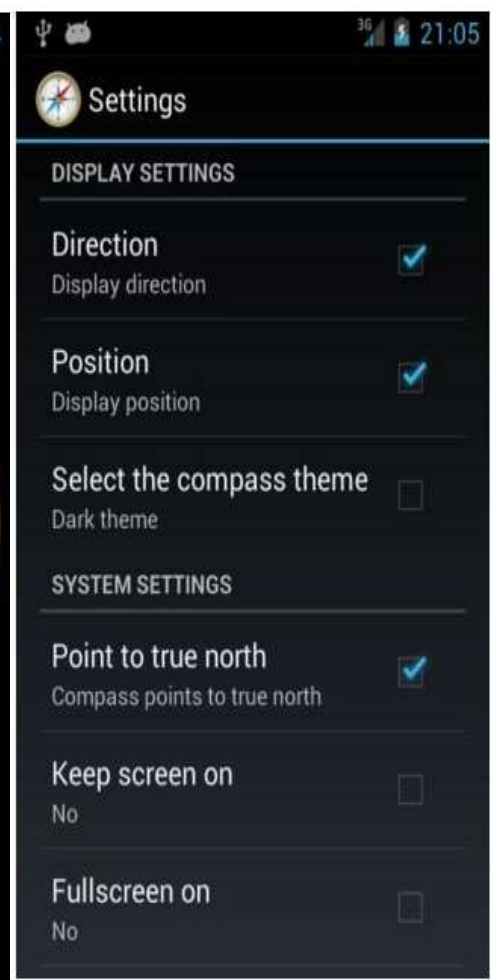 3G 21:05
Settings
DISPLAY SETTINGS
Direction
Display direction
Position
Display position
Select the compass theme
Dark theme
SYSTEM SETTINGS
Point to true north
Compass points to true north
Keep screen on
No
Fullscreen on
No